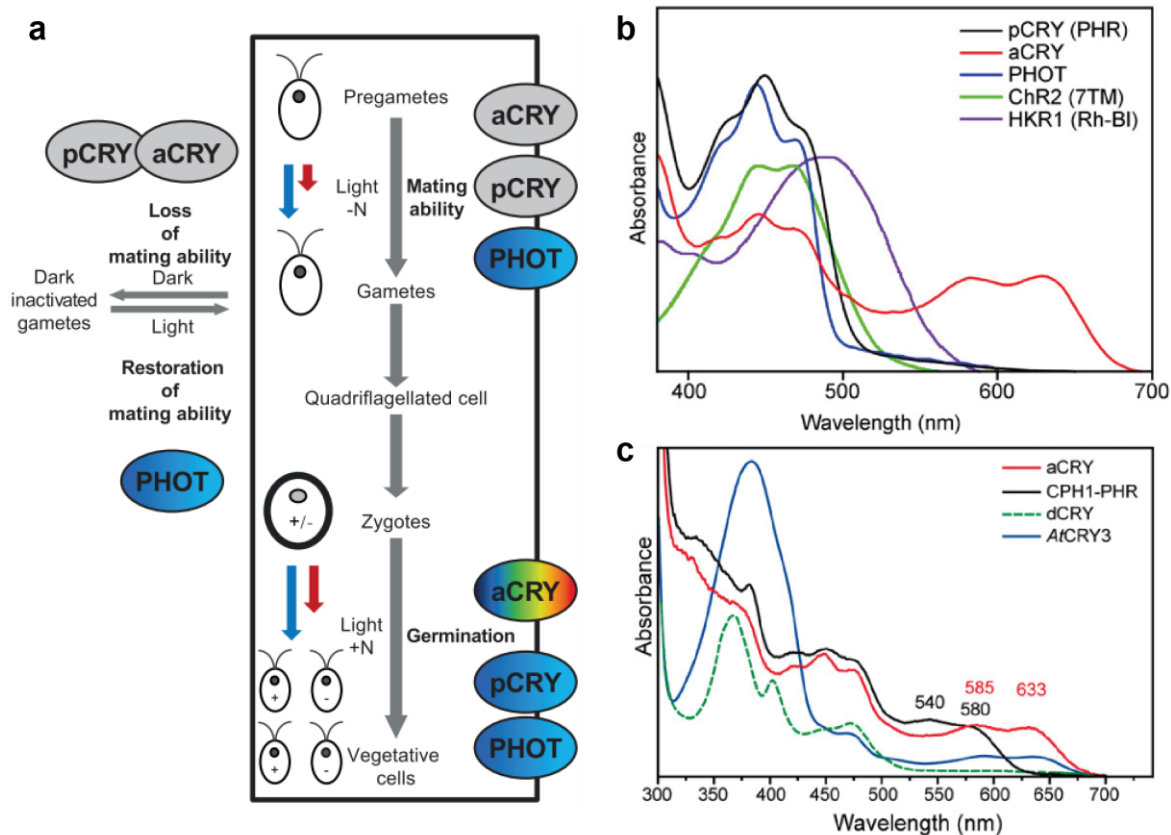 a
Pregametes
aCRY
pCRY
aCRY
pCRY
Light
-N
Mating
ability
PHOT
Loss
of
mating ability
Dark
Dark
inactivated
gametes
Light
Gametes
Restoration
of
mating ability
Quadriflagellated cell
PHOT
+/-
Zygotes
aCRY
Light
+N
Germination
pCRY
+
-
+
-
Vegetative
cells
PHOT
b
Absorbance
pCRY (PHR)
aCRY
PHOT
ChR2 (7TM)
HKR1 (Rh-Bl)
400
500
600
700
Wavelength (nm)
c
Absorbance
aCRY
CPH1-PHR
dCRY
AtCRY3
540
585
580
633
300
350
400
450
500
550
600
650
700
Wavelength (nm)